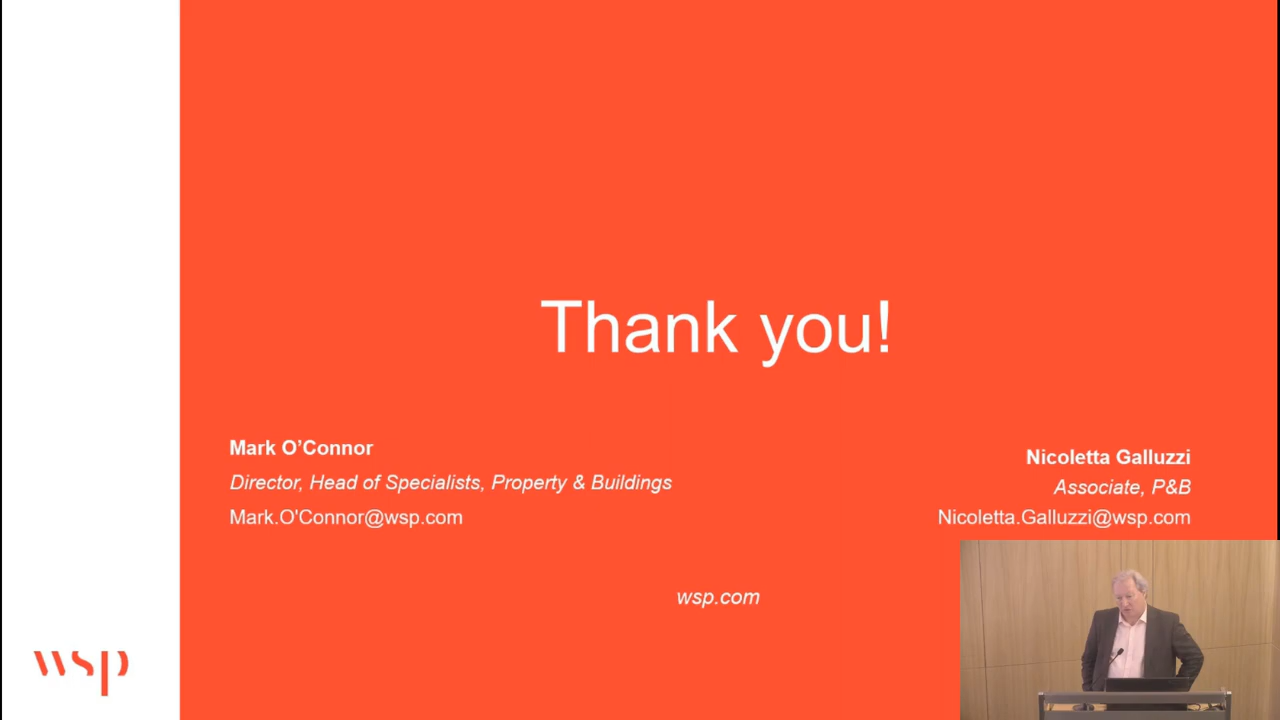 Thank you!
Mark O’Connor
Director, Head of Specialists, Property & Buildings
Mark.O'Connor@wsp.com
Nicoletta Galluzzi
Associate, P&B
Nicoletta.Galluzzi@wsp.com
wsp.com
wsp